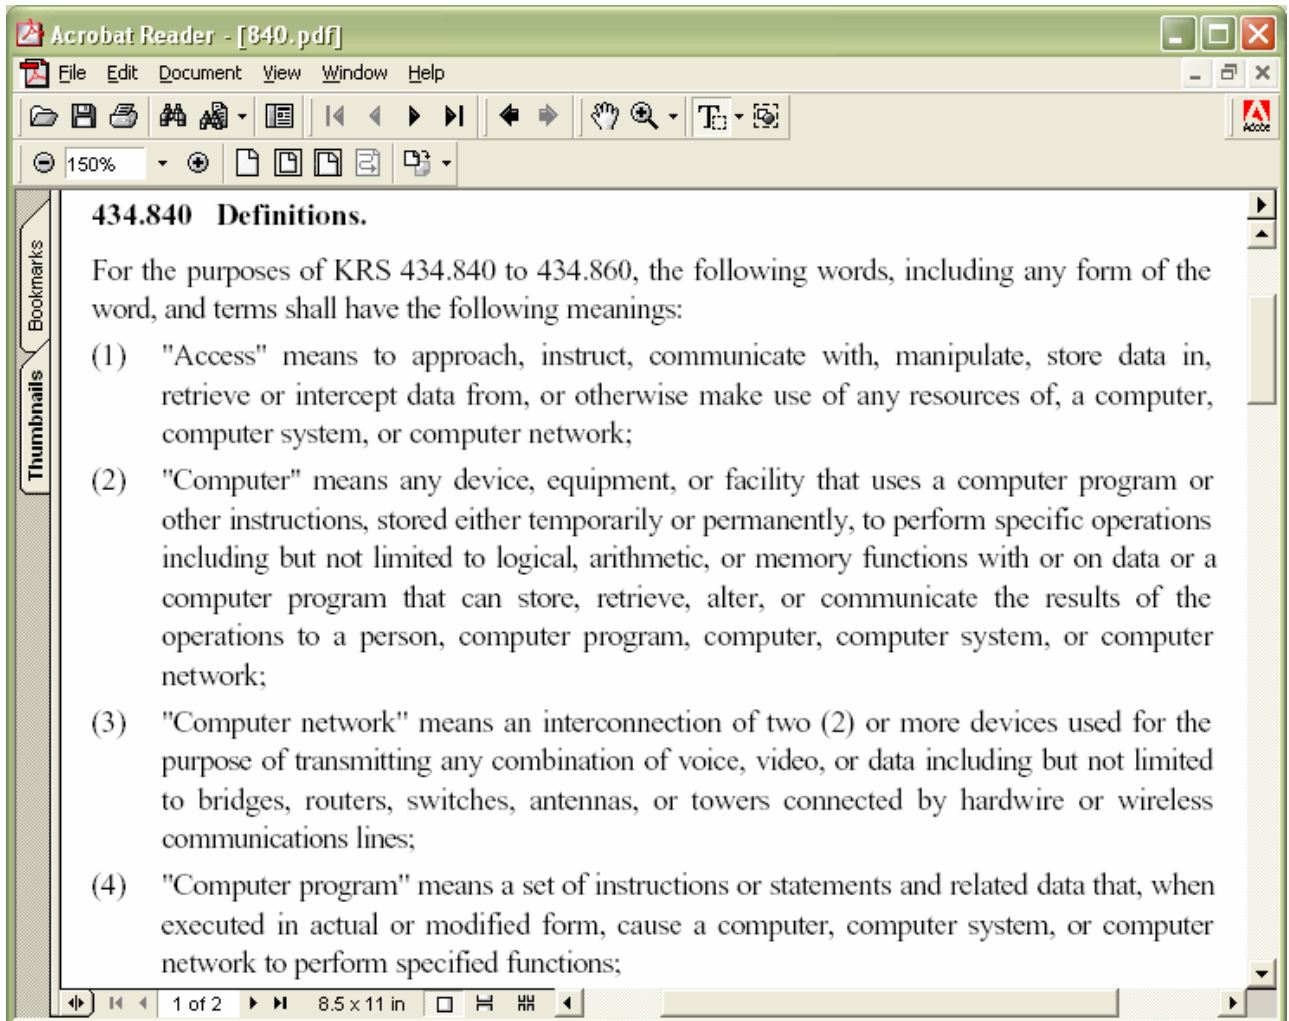 Acrobat Reader - [840.pdf]
File Edit Document View Window Help
Adobe
150%
Bookmarks
Thumbnails
434.840 Definitions.
For the purposes of KRS 434.840 to 434.860, the following words, including any form of the
word, and terms shall have the following meanings:
(1) "Access" means to approach, instruct, communicate with, manipulate, store data in,
retrieve or intercept data from, or otherwise make use of any resources of, a computer,
computer system, or computer network;
(2) "Computer" means any device, equipment, or facility that uses a computer program or
other instructions, stored either temporarily or permanently, to perform specific operations
including but not limited to logical, arithmetic, or memory functions with or on data or a
computer program that can store, retrieve, alter, or communicate the results of the
operations to a person, computer program, computer, computer system, or computer
network;
(3) "Computer network" means an interconnection of two (2) or more devices used for the
purpose of transmitting any combination of voice, video, or data including but not limited
to bridges, routers, switches, antennas, or towers connected by hardwire or wireless
communications lines;
(4) "Computer program" means a set of instructions or statements and related data that, when
executed in actual or modified form, cause a computer, computer system, or computer
network to perform specified functions;
1 of 2 8.5 x 11 in